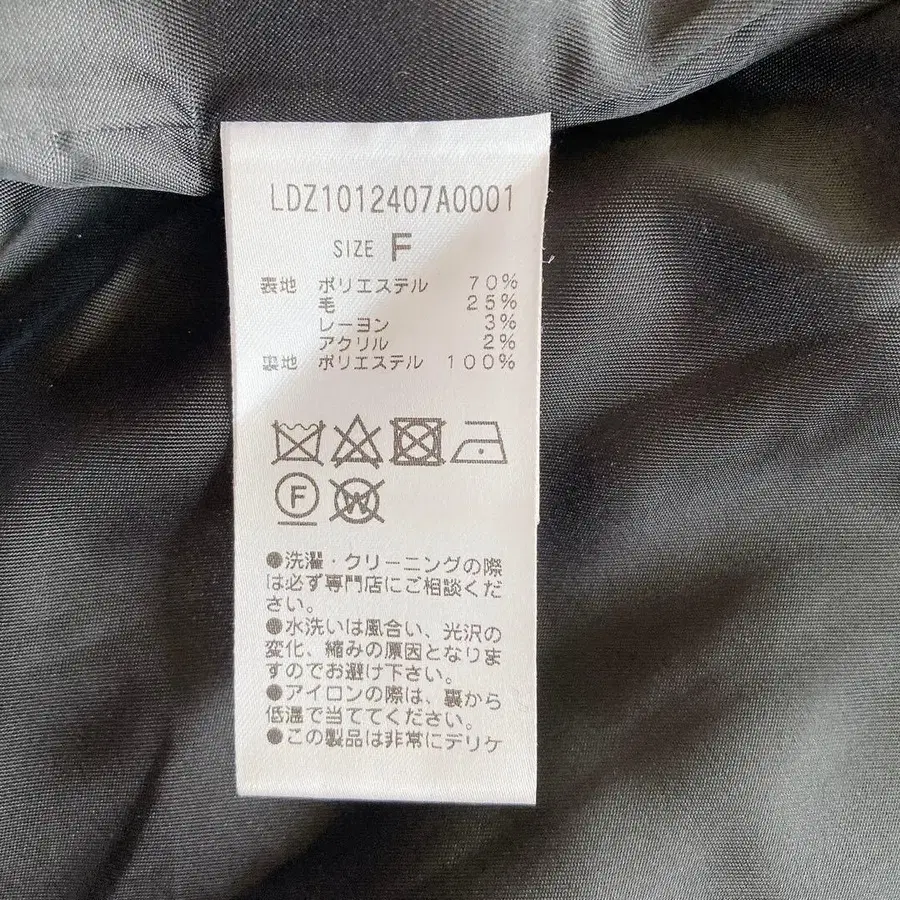 LDZ1012407A0001
SIZE F
表地 ポリエステル 70%
毛 25%
レーヨン 3%
アクリル 2%
裏地 ポリエステル 100%
F W
●洗濯・クリーニングの際
は必ず専門店にご相談くだ
さい。
●水洗いは風合い、光沢の
変化、縮みの原因となりま
すのでお避け下さい。
●アイロンの際は、裏から
低温で当ててください。
●この製品は非常にデリケ